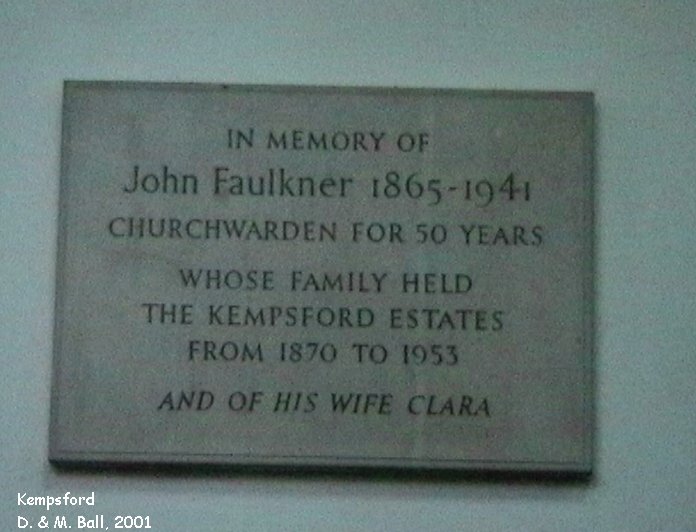 IN MEMORY OF
John Faulkner 1865-1941
CHURCHWARDEN FOR 50 YEARS
WHOSE FAMILY HELD
THE KEMPSFORD ESTATES
FROM 1870 TO 1953
AND OF HIS WIFE CLARA
Kempsford
D. & M. Ball, 2001